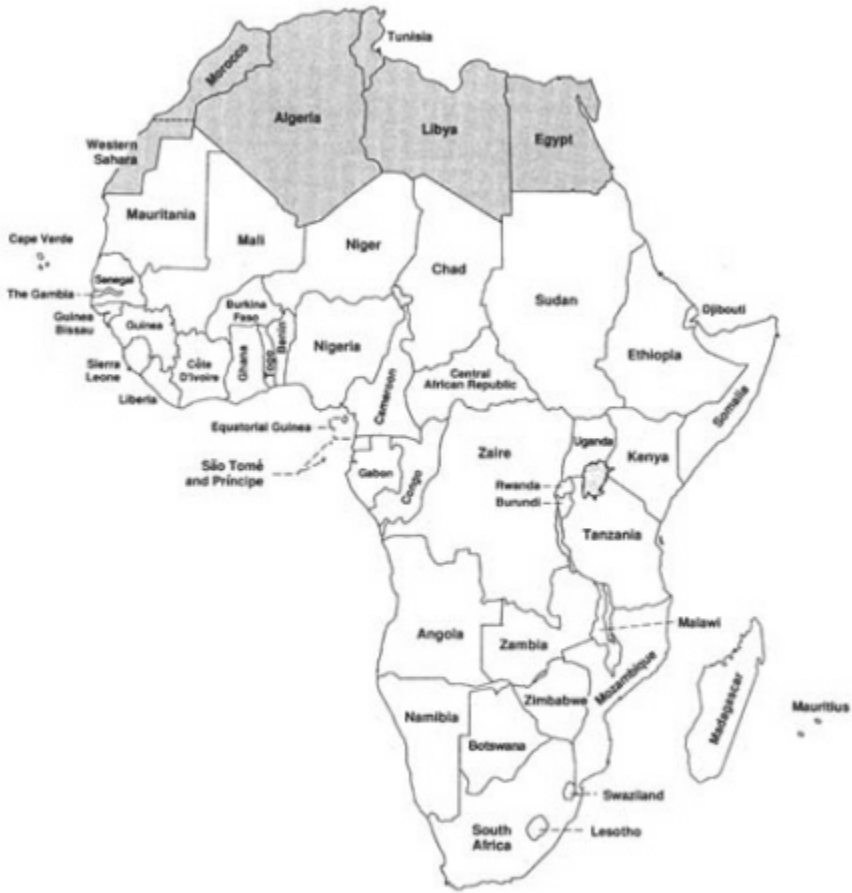 Tunisia
Morocco
Algeria
Libya
Egypt
Western
Sahara
Mauritania
Mali
Niger
Chad
Sudan
Cape Verde
Senegal
The Gambia
Guinea
Bissau
Guinea
Burkina
Faso
Djibouti
Sierra
Leone
Côte
D'Ivoire
Ghana
Togo
Benin
Nigeria
Ethiopia
Liberia
Cameroon
Central
African Republic
Somalia
Equatorial Guinea
São Tomé
and Príncipe
Gabon
Congo
Zaire
Uganda
Kenya
Rwanda
Burundi
Tanzania
Angola
Zambia
Malawi
Mozambique
Zimbabwe
Namibia
Botswana
Madagascar
Mauritius
Swaziland
South
Africa
Lesotho